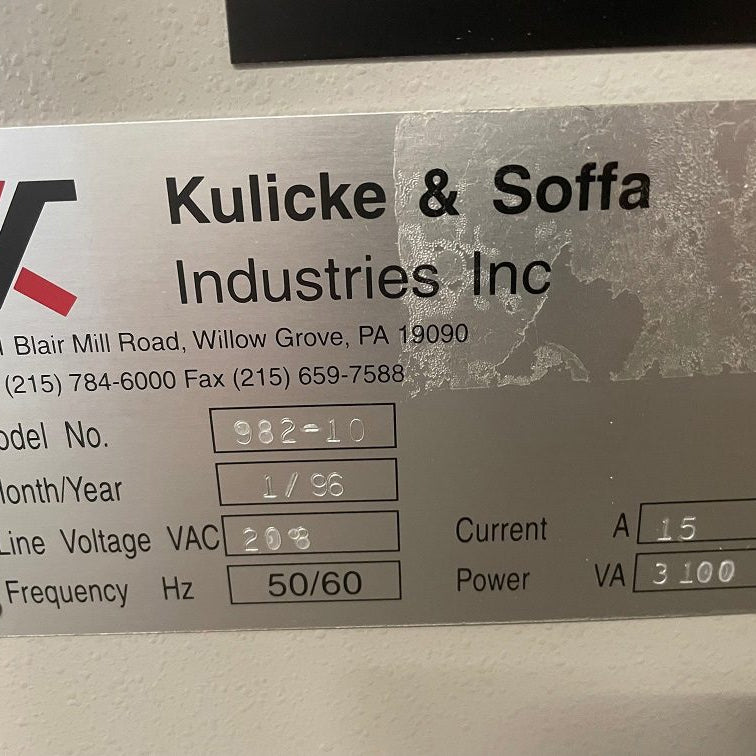 Kulicke & Soffa
Industries Inc
Blair Mill Road, Willow Grove, PA 19090
(215) 784-6000 Fax (215) 659-7588
odel No. 982-10
Month/Year 1/96
Line Voltage VAC 208 Current A 15
Frequency Hz 50/60 Power VA 3100